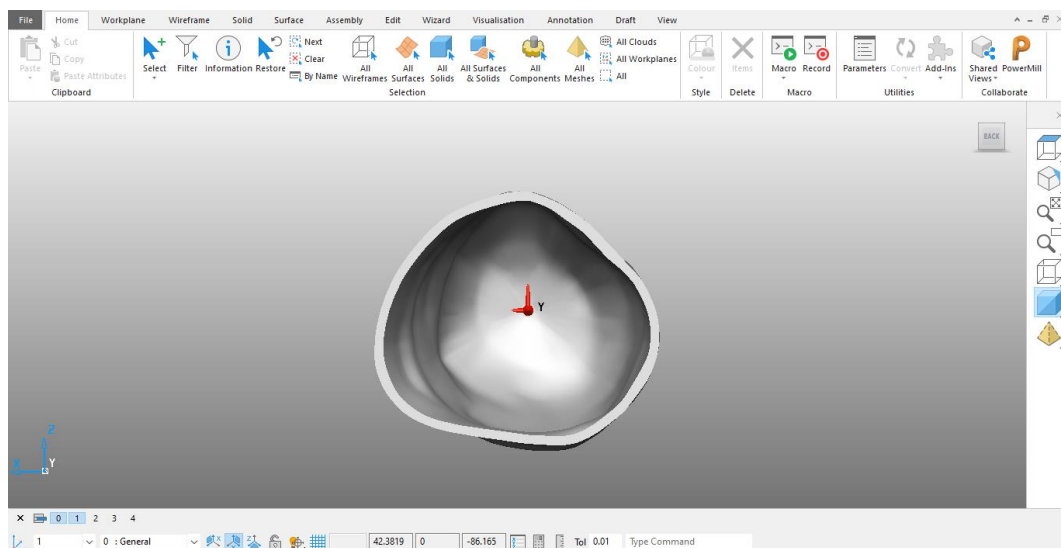 File Home Workplane Wireframe Solid Surface Assembly Edit Wizard Visualisation Annotation Draft View
Paste
Cut
Copy
Paste Attributes
Clipboard
Select
Filter
Information
Restore
Next
Clear
By Name
All Wireframes
All Surfaces
All Solids
All Surfaces & Solids
All Components
All Meshes
All Clouds
All Workplanes
All
Selection
Colour
Style
Items
Delete
Macro
Record
Macro
Parameters
Convert
Add-Ins
Utilities
Shared Views
PowerMill
Collaborate
BACK
Y
Z
X
Y
0 1 2 3 4
1 0 : General 42.3819 0 -86.165 Tol 0.01 Type Command